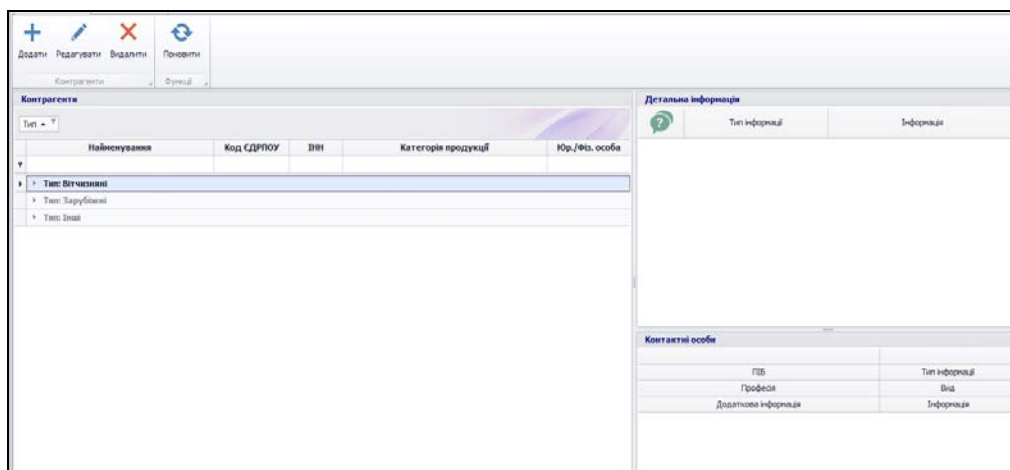 Додати Редагувати Видалити Поновити
Контрагенти Функції
Контрагенти
Тип
Найменування Код ЄДРПОУ ІНН Категорія продукції Юр./Фіз. особа
Тип: Вітчизняні
Тип: Зарубіжні
Тип: Інші
Детальна інформація
Тип інформації Інформація
Контактні особи
ПІБ Тип інформації
Професія Вид
Додаткова інформація Інформація